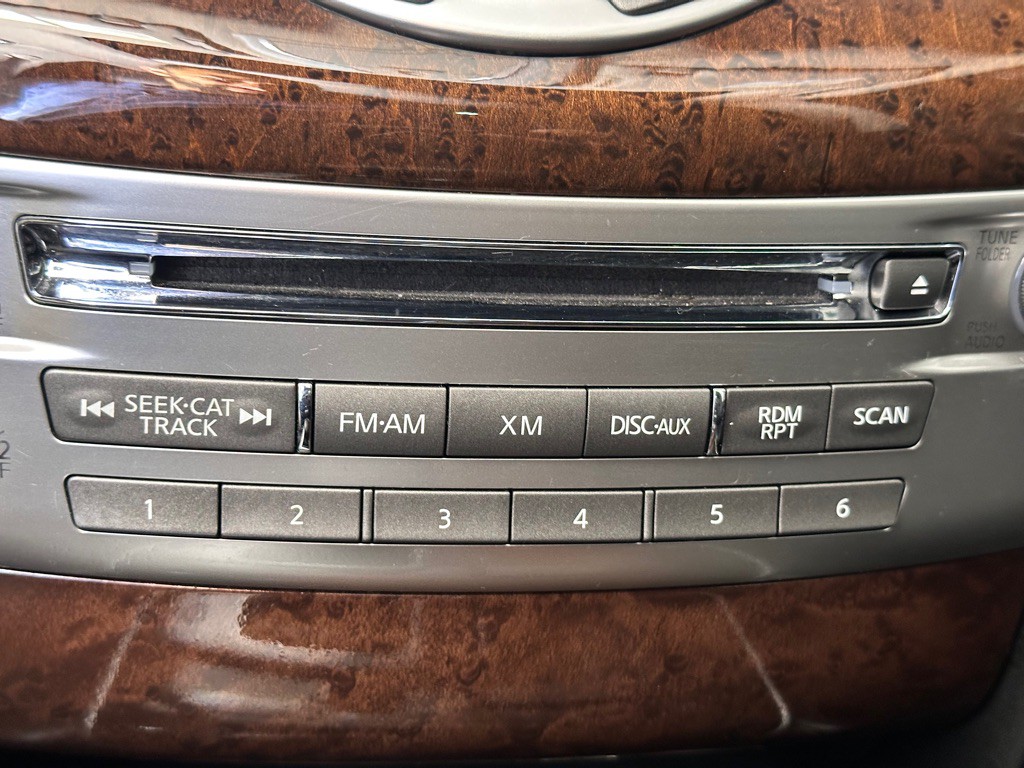 TUNE
FOLDER
PUSH
AUDIO
SEEK·CAT
TRACK
FM·AM
XM
DISC·AUX
RDM
RPT
SCAN
1
2
3
4
5
6